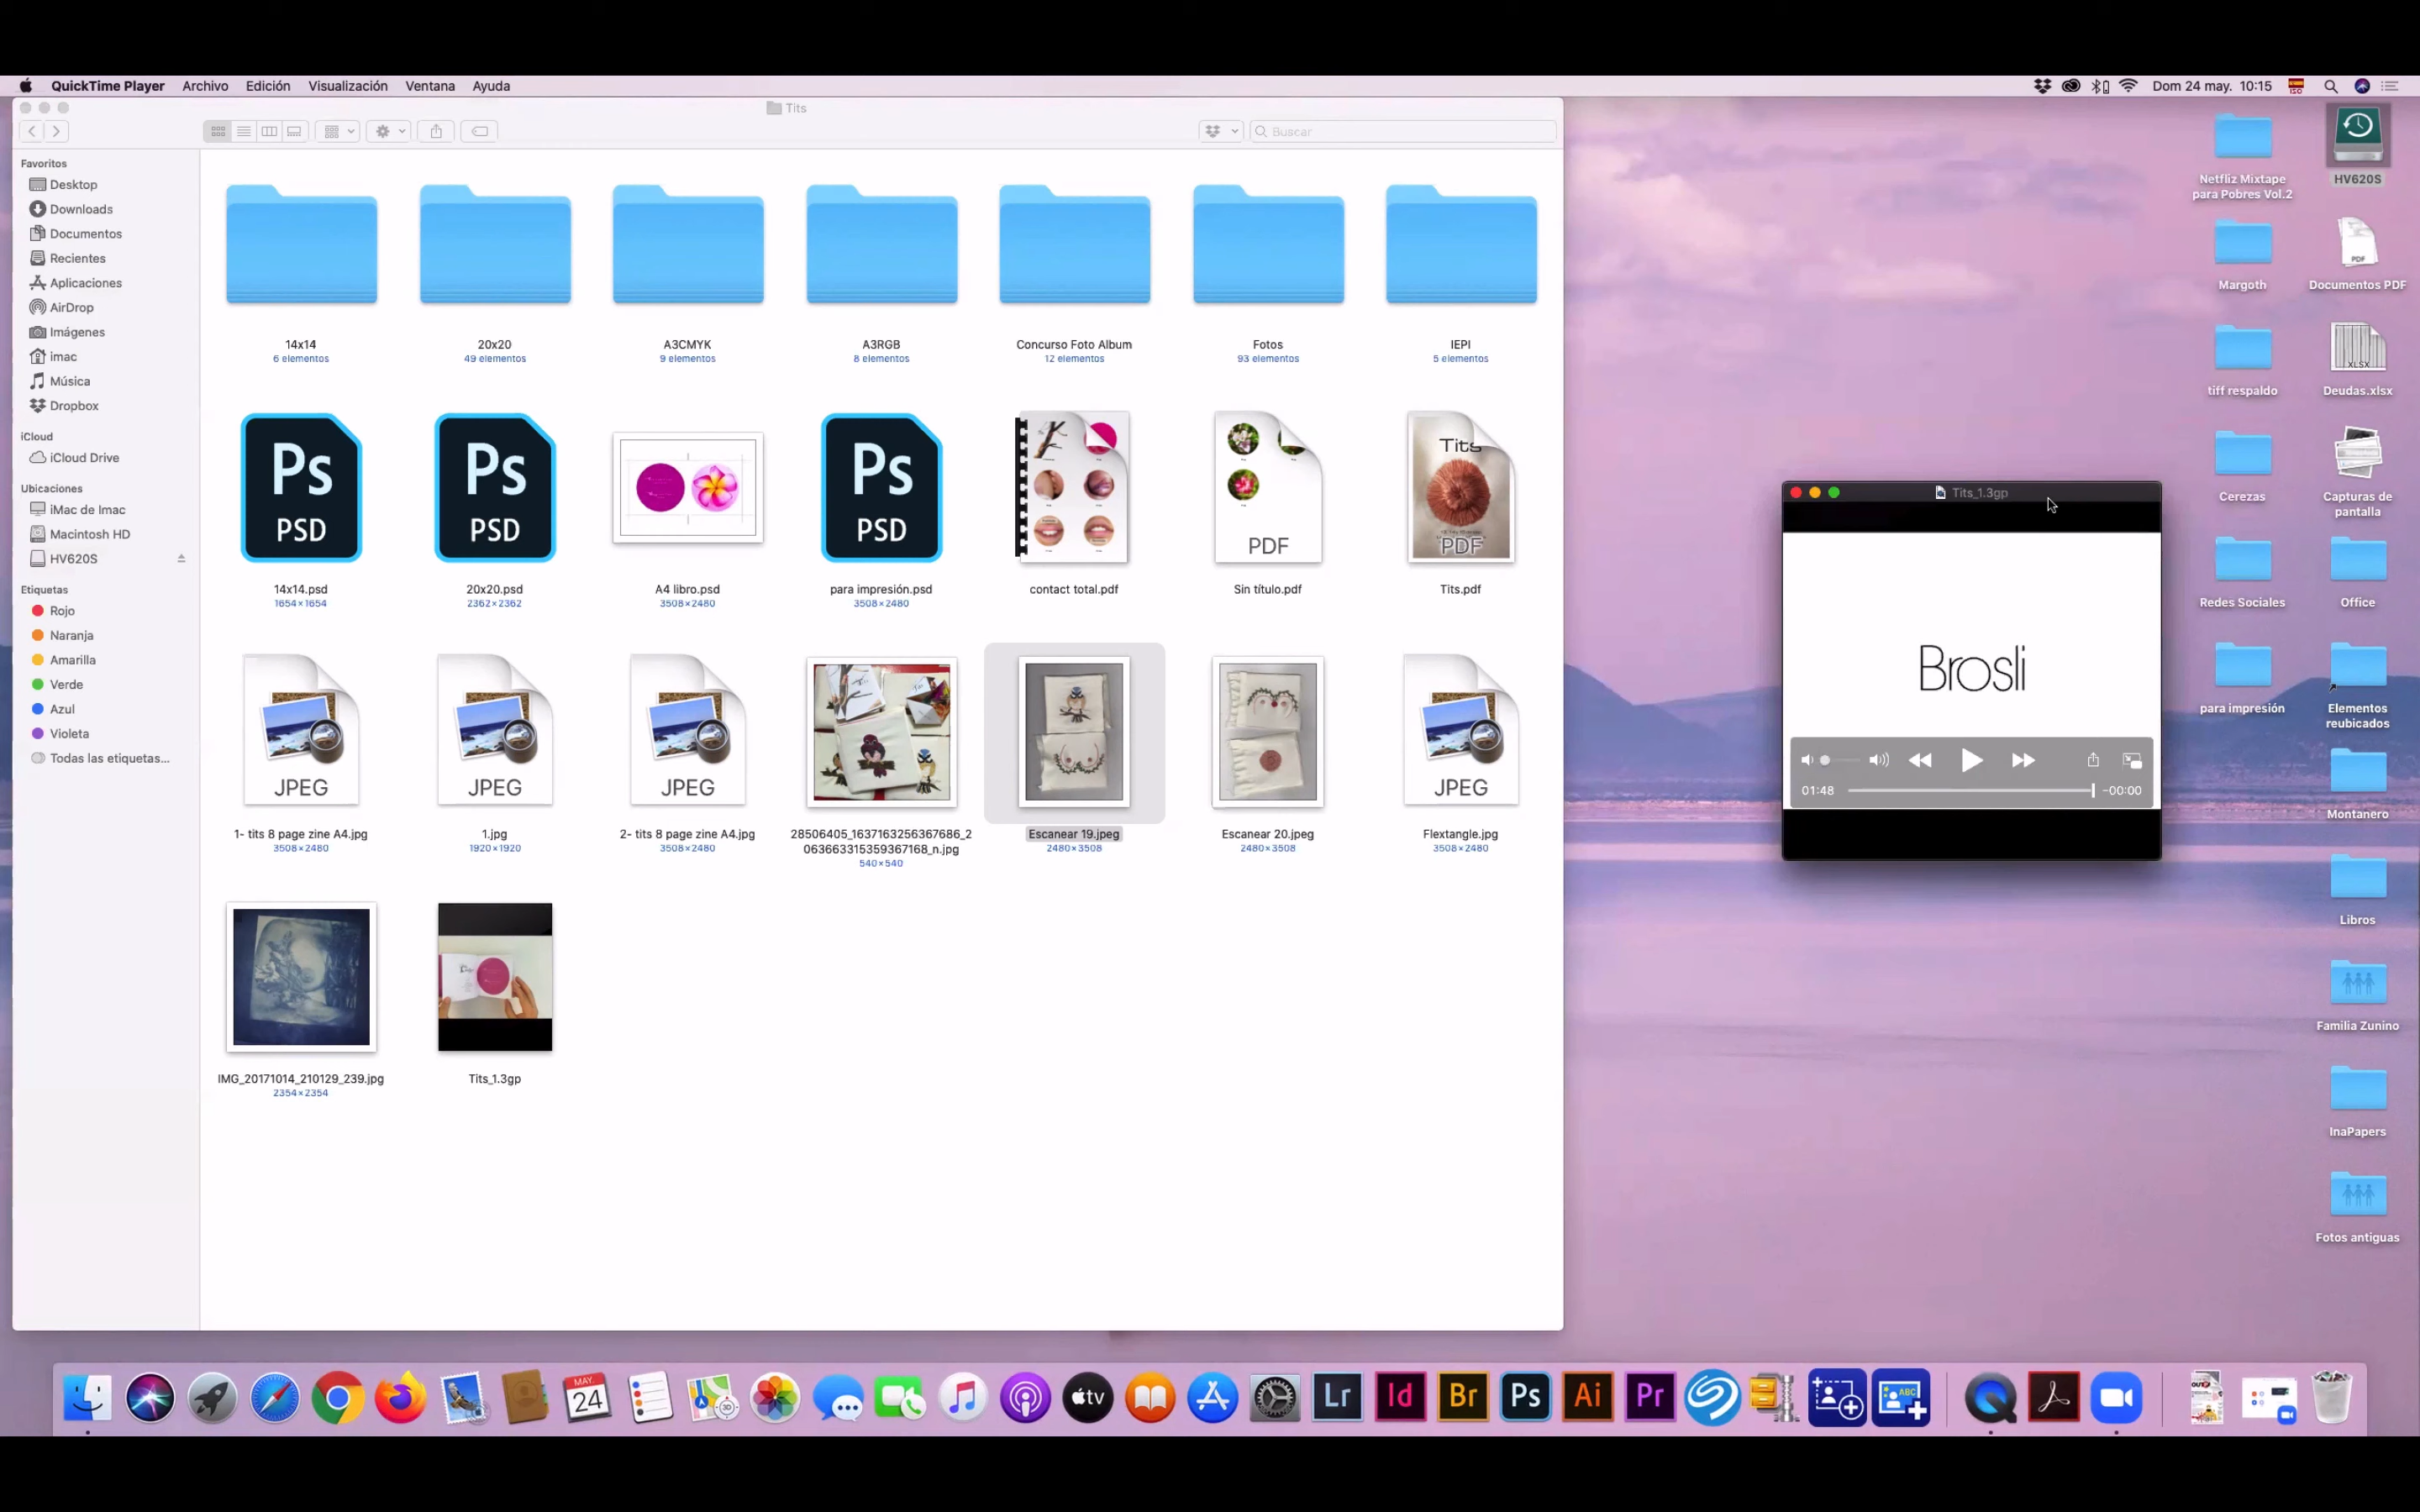 QuickTime Player Archivo Edición Visualización Ventana Ayuda
Dom 24 may. 10:15
ISO
Tits
Buscar
Favoritos
Desktop
Downloads
Documentos
Recientes
Aplicaciones
AirDrop
Imágenes
imac
Música
Dropbox
iCloud
iCloud Drive
Ubicaciones
iMac de Imac
Macintosh HD
HV620S
Etiquetas
Rojo
Naranja
Amarilla
Verde
Azul
Violeta
Todas las etiquetas...
14x14
6 elementos
20x20
49 elementos
A3CMYK
9 elementos
A3RGB
8 elementos
Concurso Foto Album
12 elementos
Fotos
93 elementos
IEPI
5 elementos
Ps
PSD
14x14.psd
1654×1654
Ps
PSD
20x20.psd
2362×2362
A4 libro.psd
3508×2480
Ps
PSD
para impresión.psd
3508×2480
contact total.pdf
PDF
Sin título.pdf
Tits
PDF
Tits.pdf
JPEG
1- tits 8 page zine A4.jpg
3508×2480
JPEG
1.jpg
1920×1920
JPEG
2- tits 8 page zine A4.jpg
3508×2480
28506405_1637163256367686_2
063663315359367168_n.jpg
540×540
Escanear 19.jpeg
2480×3508
Escanear 20.jpeg
2480×3508
JPEG
Flextangle.jpg
3508×2480
IMG_20171014_210129_239.jpg
2354×2354
Tits_1.3gp
Tits_1.3gp
Brosli
01:48
-00:00
Netfliz Mixtape
para Pobres Vol.2
HV620S
Margoth
PDF
Documentos PDF
tiff respaldo
XLSX
Deudas.xlsx
Cerezas
Capturas de
pantalla
Redes Sociales
Office
para impresión
Elementos
reubicados
Montanero
Libros
Familia Zunino
InaPapers
Fotos antiguas
MAY.
24
3D
tv
Lr
Id
Br
Ps
Ai
Pr
ABC